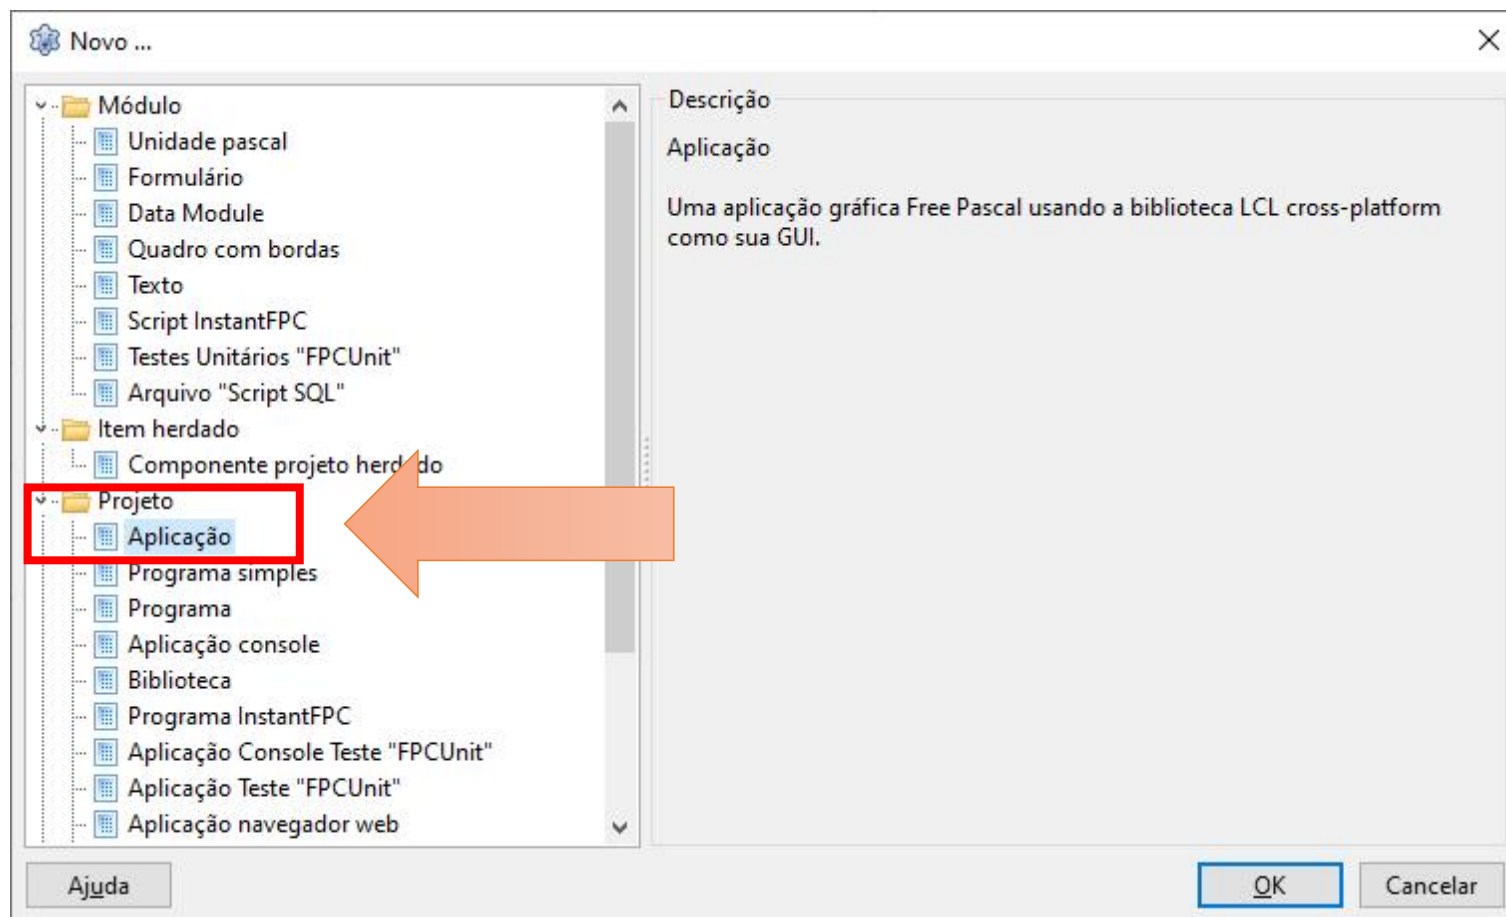 Novo ...
Módulo
Unidade pascal
Formulário
Data Module
Quadro com bordas
Texto
Script InstantFPC
Testes Unitários "FPCUnit"
Arquivo "Script SQL"
Item herdado
Componente projeto herdado
Projeto
Aplicação
Programa simples
Programa
Aplicação console
Biblioteca
Programa InstantFPC
Aplicação Console Teste "FPCUnit"
Aplicação Teste "FPCUnit"
Aplicação navegador web
Descrição
Aplicação
Uma aplicação gráfica Free Pascal usando a biblioteca LCL cross-platform
como sua GUI.
Ajuda
OK
Cancelar